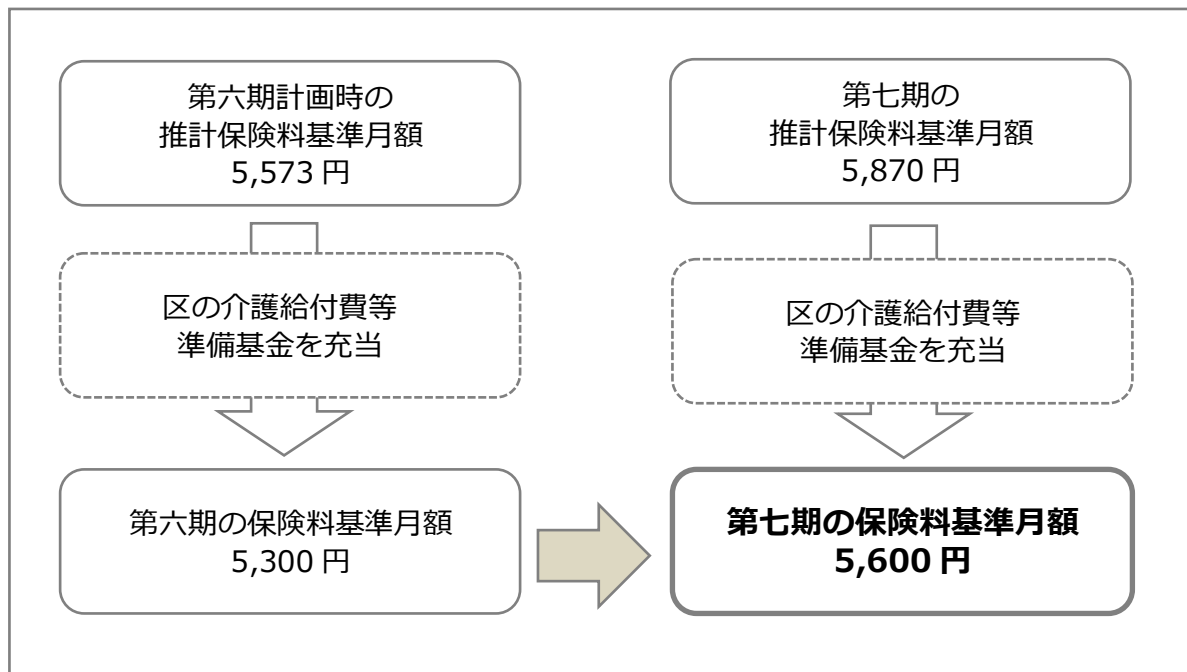 第六期計画時の
推計保険料基準月額
5,573 円
区の介護給付費等
準備基金を充当
第六期の保険料基準月額
5,300 円
第七期の
推計保険料基準月額
5,870 円
区の介護給付費等
準備基金を充当
第七期の保険料基準月額
5,600 円